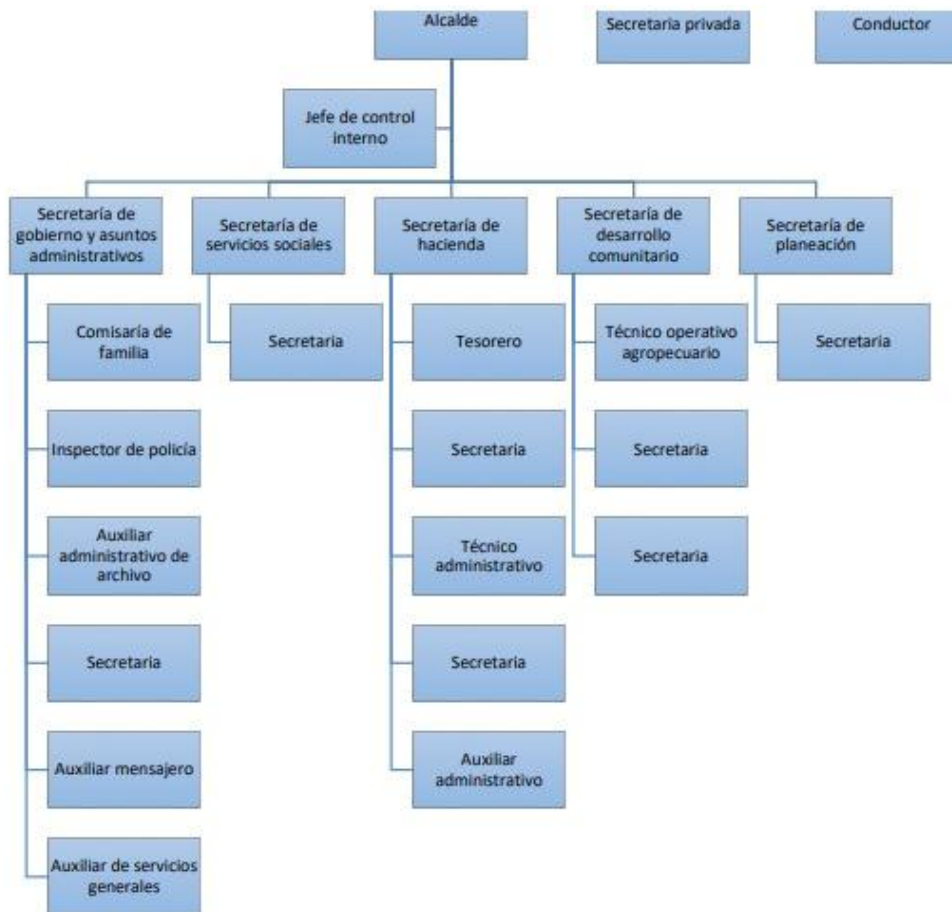 Alcalde
Secretaria privada
Conductor
Jefe de control
interno
Secretaría de
gobierno y asuntos
administrativos
Secretaría de
servicios sociales
Secretaría de
hacienda
Secretaría de
desarrollo
comunitario
Secretaría de
planeación
Comisaría de
familia
Secretaria
Tesorero
Técnico operativo
agropecuario
Secretaria
Inspector de policía
Secretaria
Secretaria
Auxiliar
administrativo de
archivo
Técnico
administrativo
Secretaria
Secretaria
Secretaria
Auxiliar mensajero
Auxiliar
administrativo
Auxiliar de servicios
generales